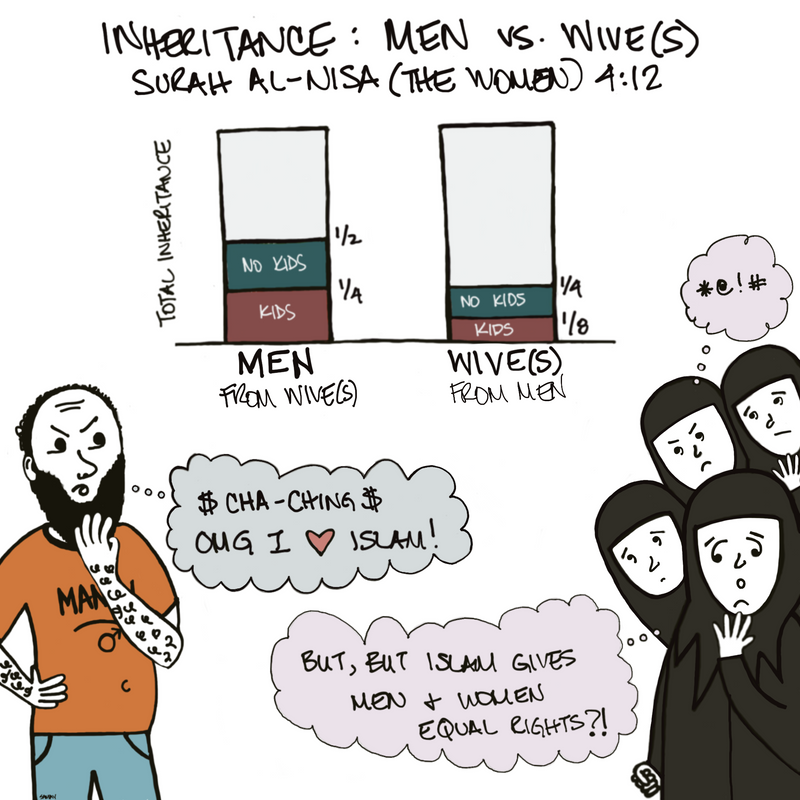 INHERITANCE: MEN VS. WIVE(S)
SURAH AL-NISA (THE WOMEN) 4:12
TOTAL INHERITANCE
1/2
NO KIDS
1/4
KIDS
1/4
NO KIDS
1/8
KIDS
MEN
FROM WIVE(S)
WIVE(S)
FROM MEN
*@!#
$ CHA-CHING $
OMG I ♥ ISLAM!
MAN
BUT, BUT ISLAM GIVES
MEN + WOMEN
EQUAL RIGHTS?!